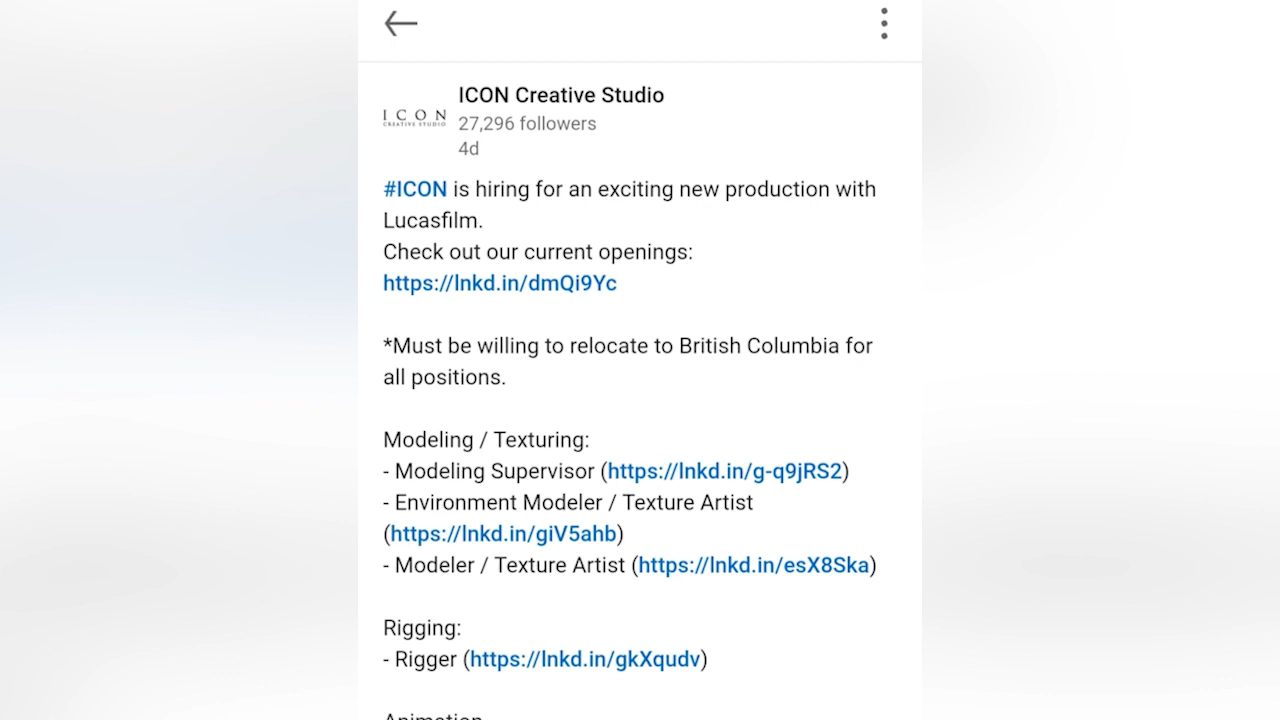 ICON
CREATIVE STUDIO
ICON Creative Studio
27,296 followers
4d
#ICON is hiring for an exciting new production with
Lucasfilm.
Check out our current openings:
https://lnkd.in/dmQi9Yc
*Must be willing to relocate to British Columbia for
all positions.
Modeling / Texturing:
- Modeling Supervisor (https://lnkd.in/g-q9jRS2)
- Environment Modeler / Texture Artist
(https://lnkd.in/giV5ahb)
- Modeler / Texture Artist (https://lnkd.in/esX8Ska)
Rigging:
- Rigger (https://lnkd.in/gkXqudv)
Animation